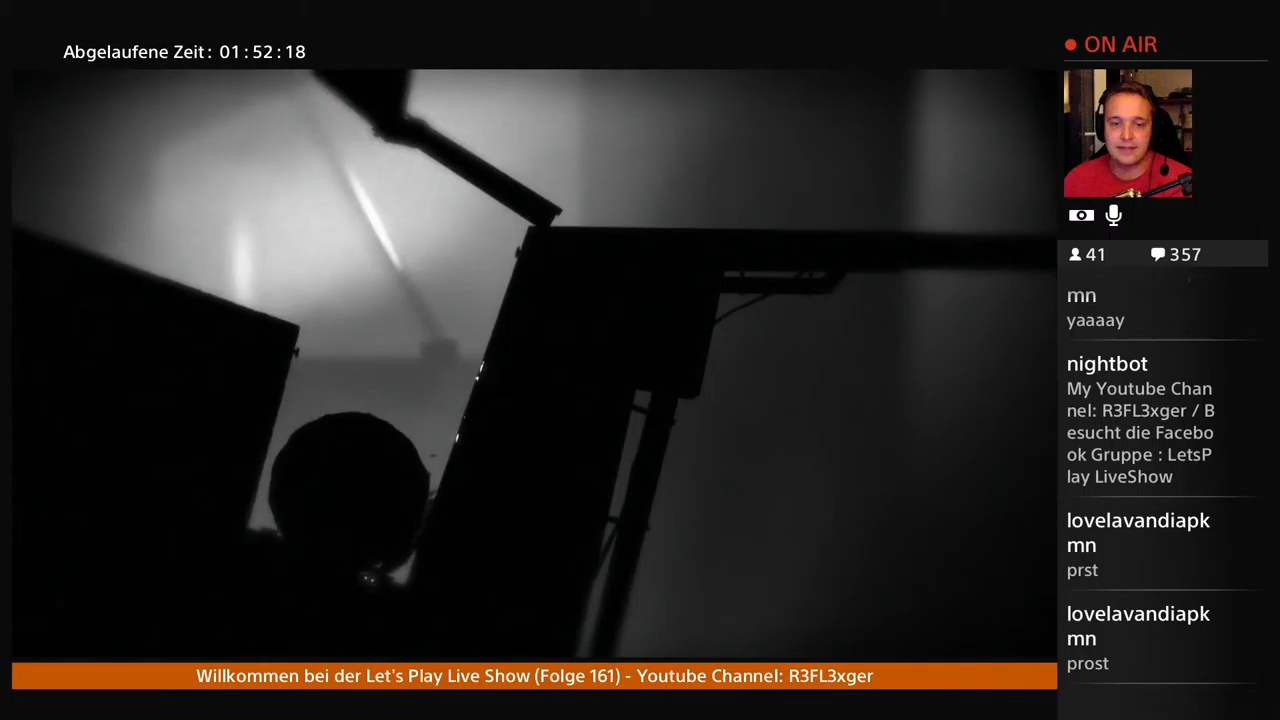 Abgelaufene Zeit: 01:52:18
ON AIR
41
357
mn
yaaaay
nightbot
My Youtube Chan
nel: R3FL3xger / B
esucht die Facebo
ok Gruppe : LetsP
lay LiveShow
lovelavandiapk
mn
prst
lovelavandiapk
mn
prost
Willkommen bei der Let's Play Live Show (Folge 161) - Youtube Channel: R3FL3xger